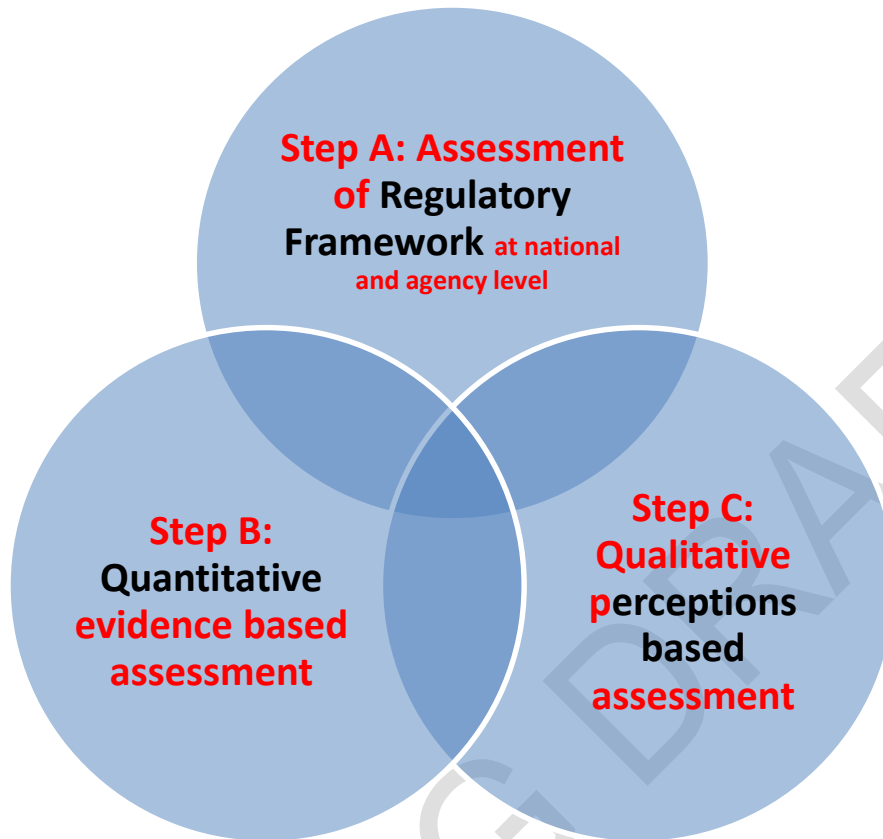 Step A: Assessment
of Regulatory
Framework at national
and agency level
Step B:
Quantitative
evidence based
assessment
Step C:
Qualitative
perceptions
based
assessment
G DRAF